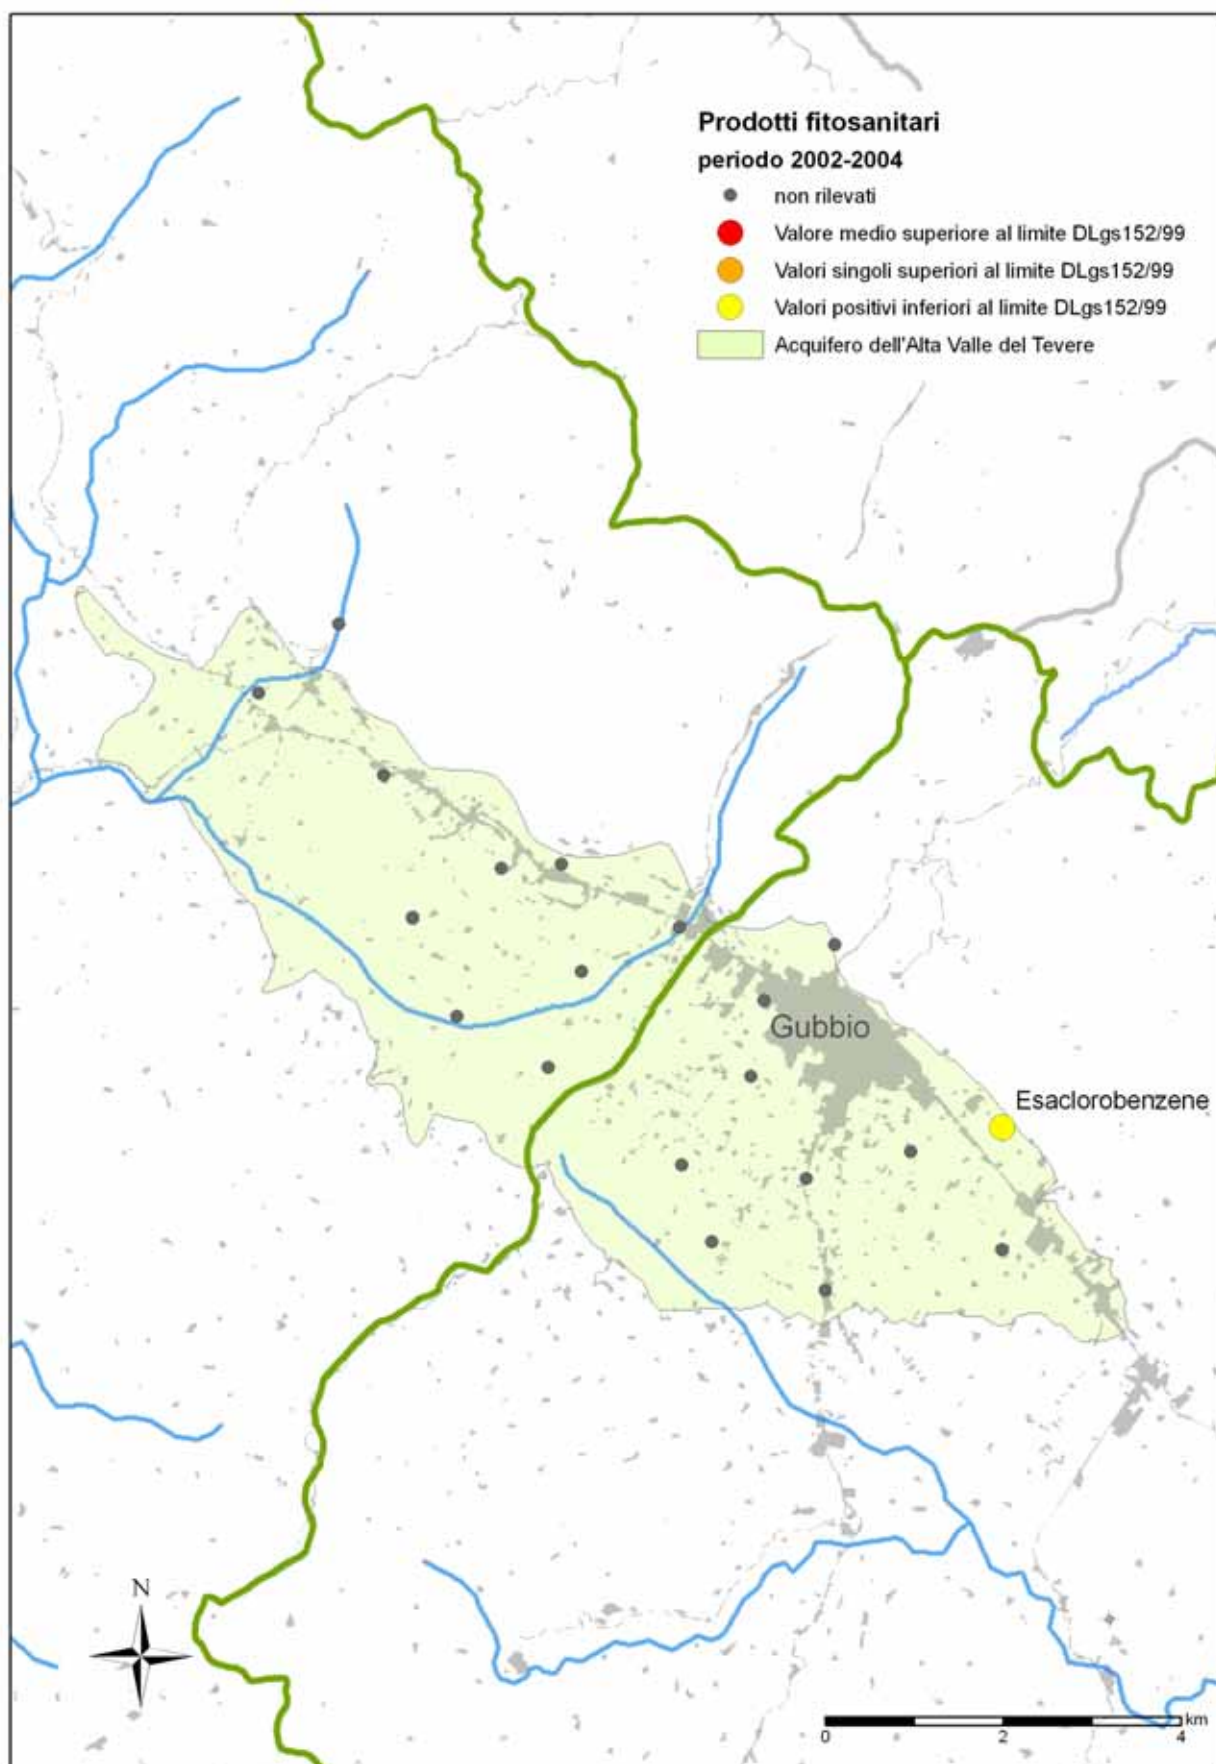 Prodotti fitosanitari
periodo 2002-2004
non rilevati
Valore medio superiore al limite DLgs152/99
Valori singoli superiori al limite DLgs152/99
Valori positivi inferiori al limite DLgs152/99
Acquifero dell'Alta Valle del Tevere
Gubbio
Esaclorobenzene
N
km
0 2 4